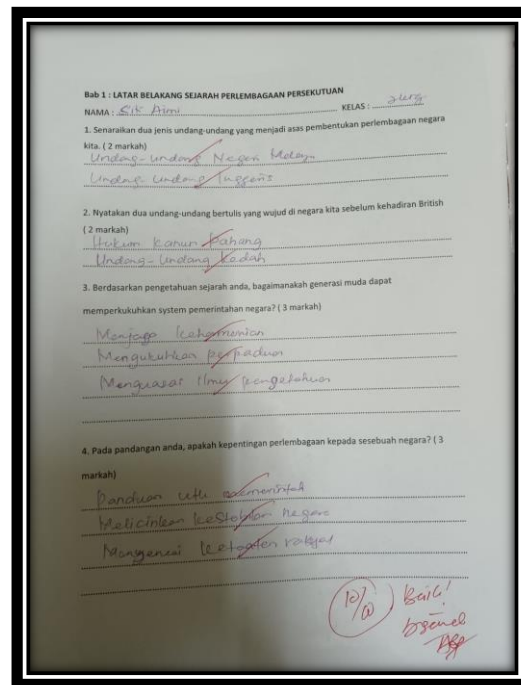 Bab 1 : LATAR BELAKANG SEJARAH PERLEMBAGAAN PERSEKUTUAN
NAMA : Siti Aimi KELAS :
1. Senaraikan dua jenis undang-undang yang menjadi asas pembentukan perlembagaan negara
kita. ( 2 markah)
Undang-undang Negeri Melayu
Undang-undang Inggeris
2. Nyatakan dua undang-undang bertulis yang wujud di negara kita sebelum kehadiran British
( 2 markah)
Hukum Kanun Pahang
Undang-Undang Kedah
3. Berdasarkan pengetahuan sejarah anda, bagaimanakah generasi muda dapat
memperkukuhkan system pemerintahan negara? ( 3 markah)
Menjaga keharmonian
Mengukuhkan perpaduan
Menguasai ilmu pengetahuan
4. Pada pandangan anda, apakah kepentingan perlembagaan kepada sesebuah negara? ( 3
markah)
Panduan utk
Melicinkan kestabilan negara
ketaatan rakyat
10/10 Baik!